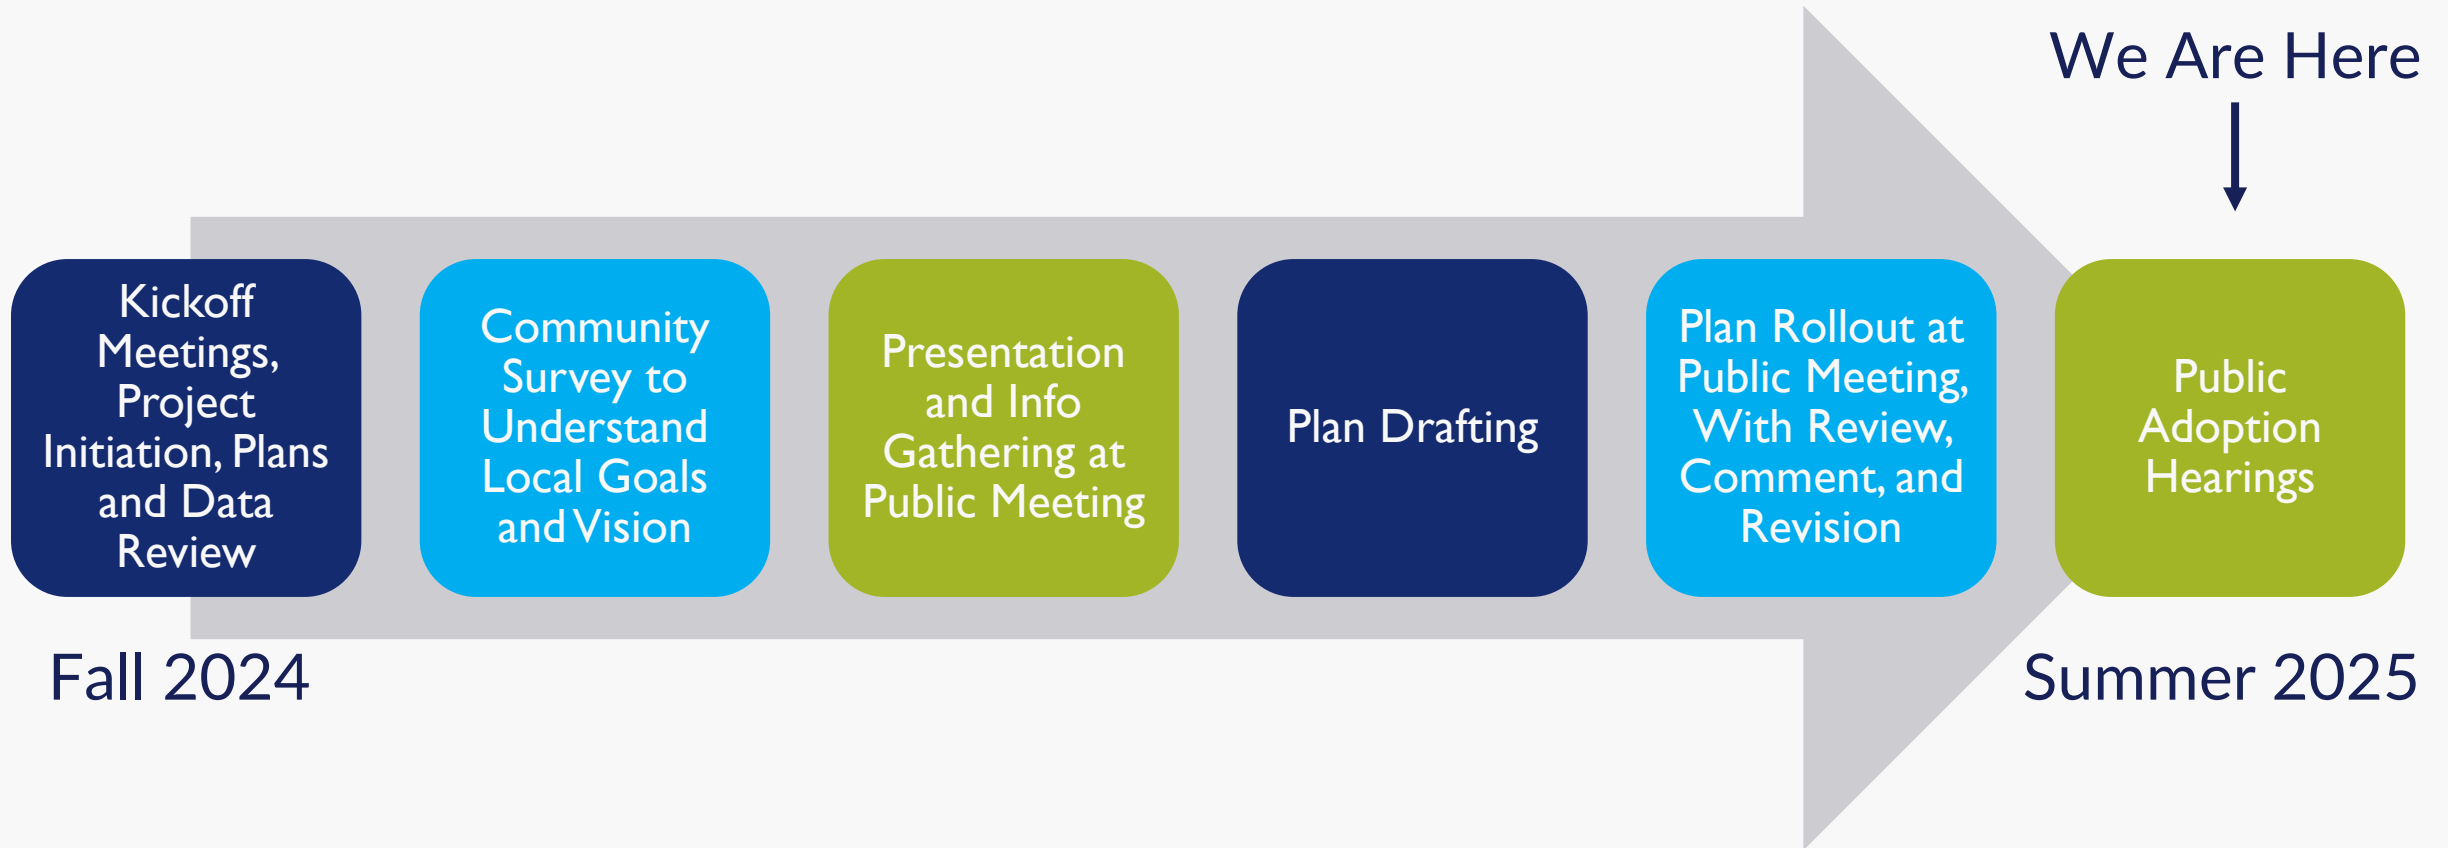 We Are Here
Kickoff
Meetings,
Project
Initiation, Plans
and Data
Review
Community
Survey to
Understand
Local Goals
and Vision
Presentation
and Info
Gathering at
Public Meeting
Plan Drafting
Plan Rollout at
Public Meeting,
With Review,
Comment, and
Revision
Public
Adoption
Hearings
Fall 2024
Summer 2025